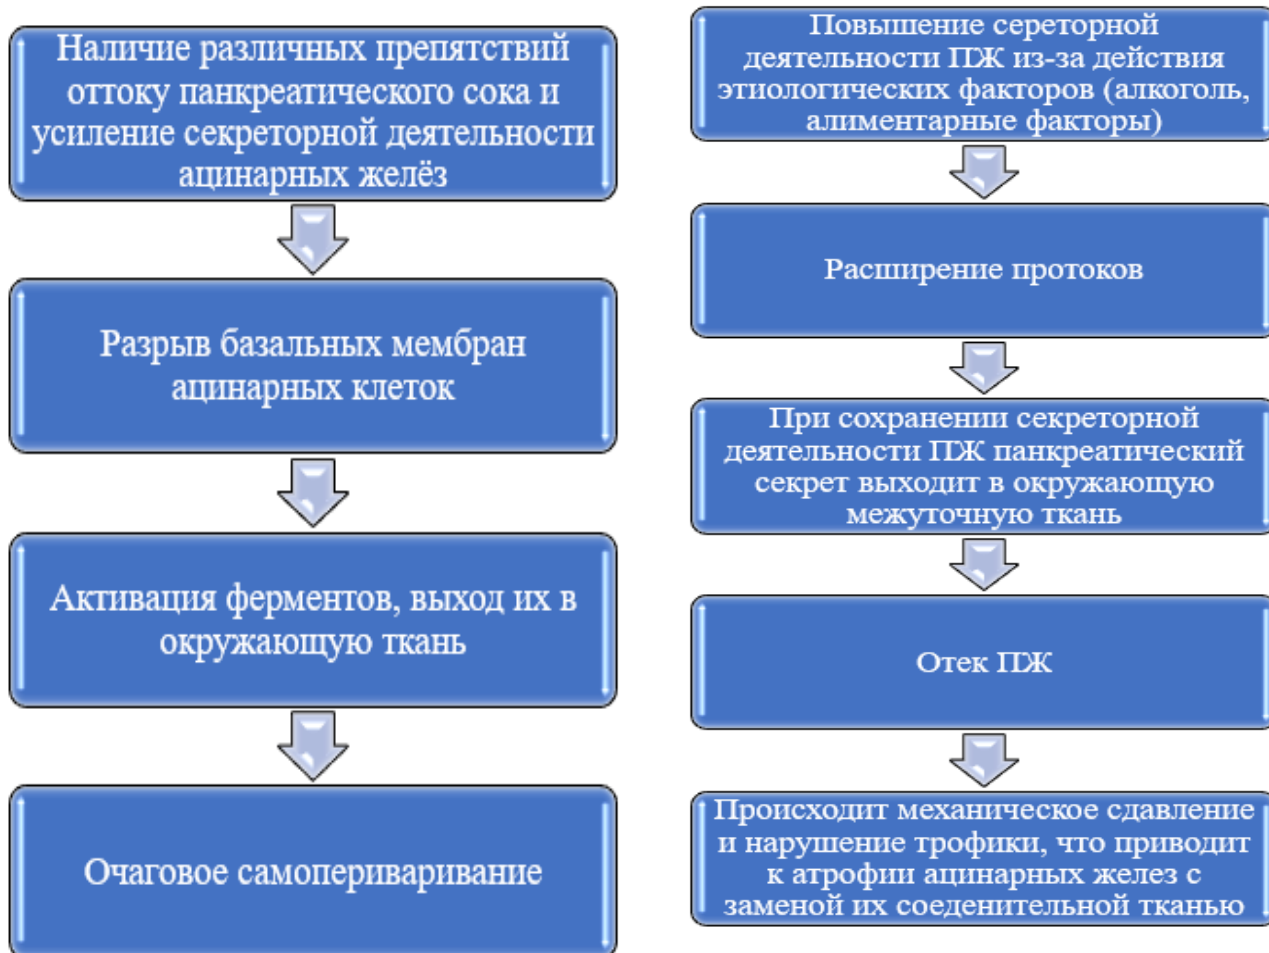 Наличие различных препятствий
оттоку панкреатического сока и
усиление секреторной деятельности
ацинарных желёз
Разрыв базальных мембран
ацинарных клеток
Активация ферментов, выход их в
окружающую ткань
Очаговое самопериваривание
Повышение сереторной
деятельности ПЖ из-за действия
этиологических факторов (алкоголь,
алиментарные факторы)
Расширение протоков
При сохранении секреторной
деятельности ПЖ панкреатический
секрет выходит в окружающую
межуточную ткань
Отек ПЖ
Происходит механическое сдавление
и нарушение трофики, что приводит
к атрофии ацинарных желез с
заменой их соеденительной тканью